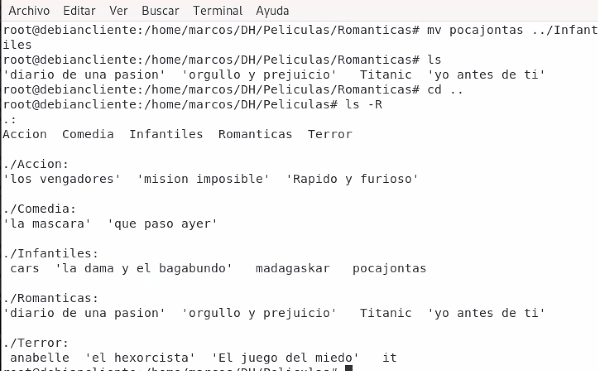 Archivo Editar Ver Buscar Terminal Ayuda
root@debiancliente:/home/marcos/DH/Peliculas/Romanticas# mv pocajontas ../Infant
iles
root@debiancliente:/home/marcos/DH/Peliculas/Romanticas# ls
'diario de una pasion'  'orgullo y prejuicio'   Titanic  'yo antes de ti'
root@debiancliente:/home/marcos/DH/Peliculas/Romanticas# cd ..
root@debiancliente:/home/marcos/DH/Peliculas# ls -R
.:
Accion  Comedia  Infantiles  Romanticas  Terror
./Accion:
'los vengadores'  'mision imposible'  'Rapido y furioso'
./Comedia:
'la mascara'  'que paso ayer'
./Infantiles:
cars  'la dama y el bagabundo'   madagaskar   pocajontas
./Romanticas:
'diario de una pasion'  'orgullo y prejuicio'   Titanic  'yo antes de ti'
./Terror:
anabelle  'el hexorcista'  'El juego del miedo'   it
root@debiancliente:/home/marcos/DH/Peliculas#